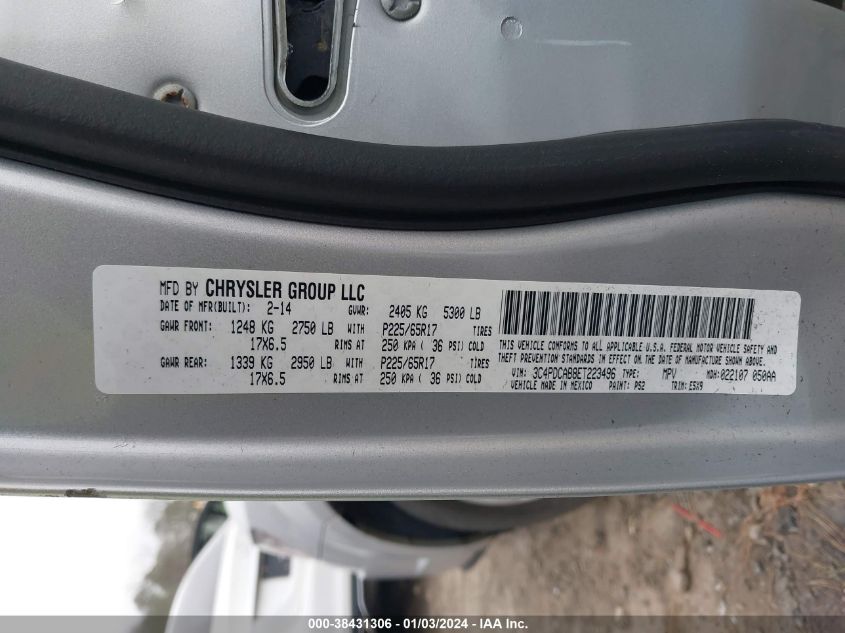 MFD BY CHRYSLER GROUP LLC
DATE OF MFR(BUILT): 2-14 GVWR: 2405 KG 5300 LB
GAWR FRONT: 1248 KG 2750 LB WITH P225/65R17 TIRES
17X6.5 RIMS AT 250 KPA ( 36 PSI) COLD
GAWR REAR: 1339 KG 2950 LB WITH P225/65R17 TIRES
17X6.5 RIMS AT 250 KPA ( 36 PSI) COLD
THIS VEHICLE CONFORMS TO ALL APPLICABLE U.S.A. FEDERAL MOTOR VEHICLE SAFETY AND
THEFT PREVENTION STANDARDS IN EFFECT ON THE DATE OF MANUFACTURE SHOWN ABOVE.
VIN: 3C4PDCAB8ET223496 TYPE: MPV MDH:022107 050AA
VEHICLE MADE IN MEXICO PAINT: PS2 TRIM: E5X9
000-38431306 - 01/03/2024 - IAA Inc.